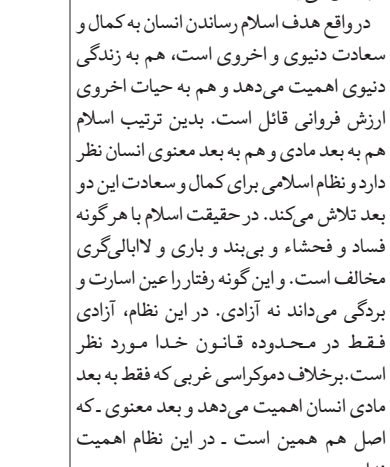 درواقع هدف اسلام رساندن انسان به کمال و
سعادت دنیوی و اخروی است، هم به زندگی
دنیوی اهمیت می‌دهد و هم به حیات اخروی
ارزش فروانی قائل است. بدین ترتیب اسلام
هم به بعد مادی و هم به بعد معنوی انسان نظر
دارد و نظام اسلامی برای کمال و سعادت این دو
بعد تلاش می‌کند. در حقیقت اسلام با هرگونه
فساد و فحشاء و بی‌بند و باری و لاابالی‌گری
مخالف است. و این گونه رفتار را عین اسارت و
بردگی می‌داند نه آزادی. در این نظام، آزادی
فقط در محدوده قانون خدا مورد نظر
است.برخلاف دموکراسی غربی که فقط به بعد
مادی انسان اهمیت می‌دهد و بعد معنوی ـ که
اصل هم همین است ـ در این نظام اهمیت